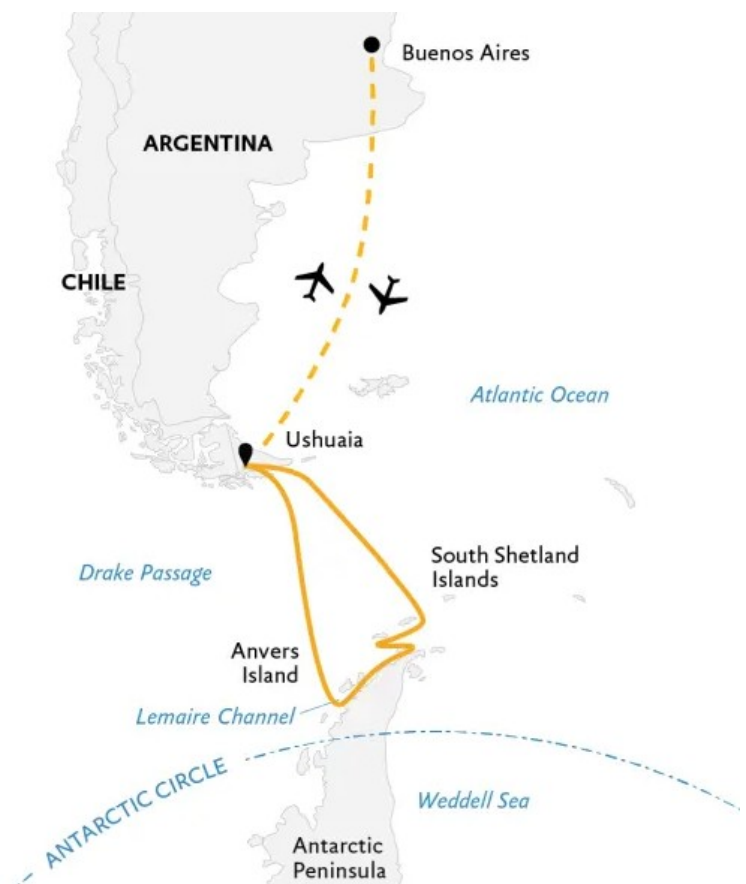 Buenos Aires
ARGENTINA
CHILE
Atlantic Ocean
Ushuaia
South Shetland
Islands
Drake Passage
Anvers
Island
Lemaire Channel
ANTARCTIC CIRCLE
Weddell Sea
Antarctic
Peninsula